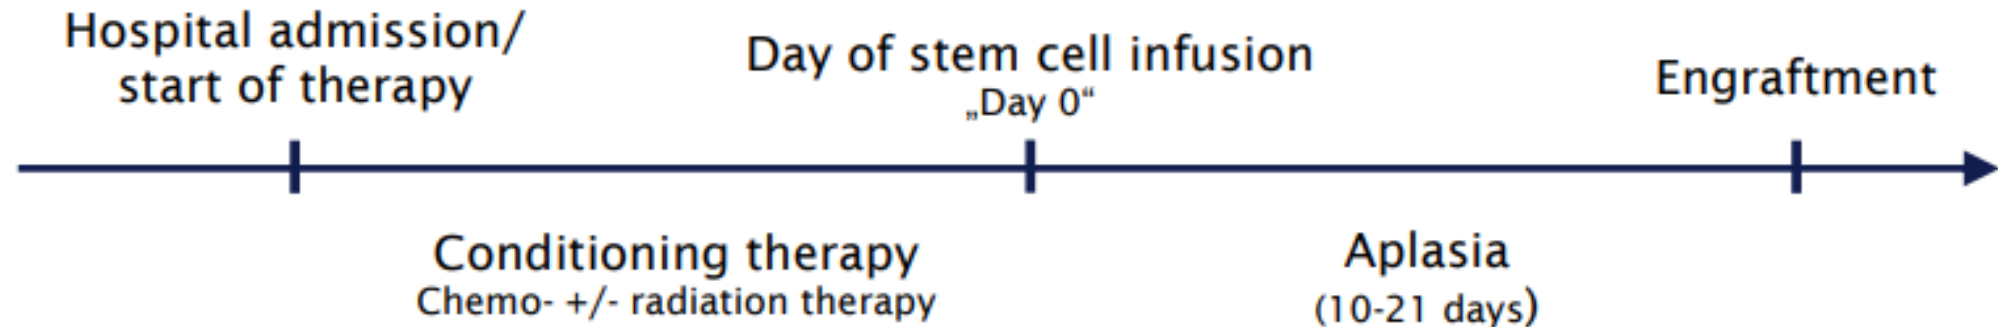 Hospital admission/
start of therapy
Day of stem cell infusion
„Day 0“
Engraftment
Conditioning therapy
Chemo- +/- radiation therapy
Aplasia
(10-21 days)